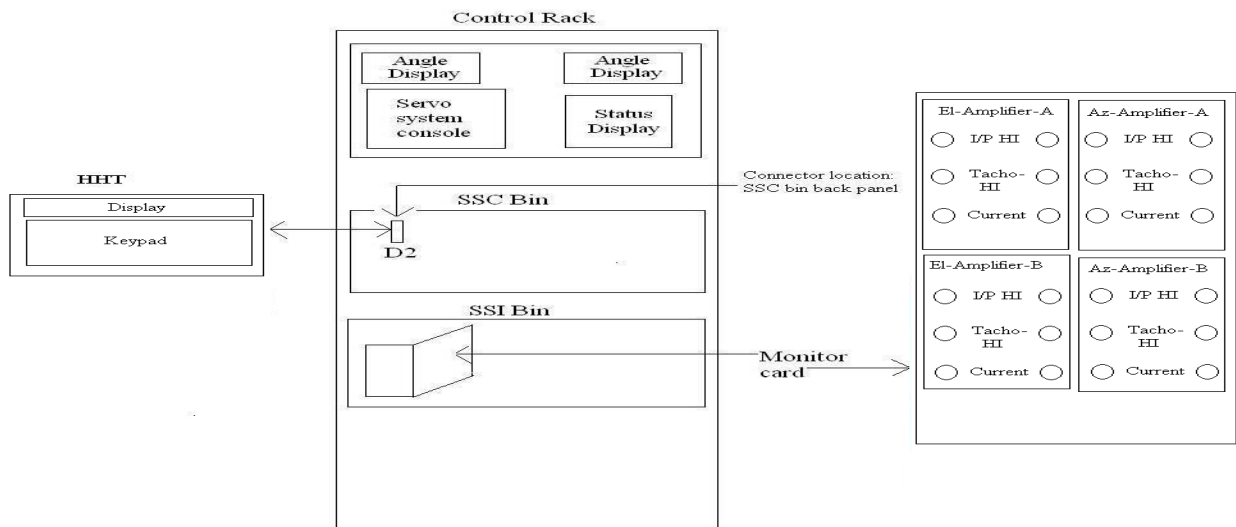 Control Rack
Angle
Display
Angle
Display
Servo
system
console
Status
Display
HHT
Display
Keypad
Connector location:
SSC bin back panel
SSC Bin
D2
SSI Bin
Monitor
card
El-Amplifier-A
I/P HI
Tacho-
HI
Current
Az-Amplifier-A
I/P HI
Tacho-
HI
Current
El-Amplifier-B
I/P HI
Tacho-
HI
Current
Az-Amplifier-B
I/P HI
Tacho-
HI
Current